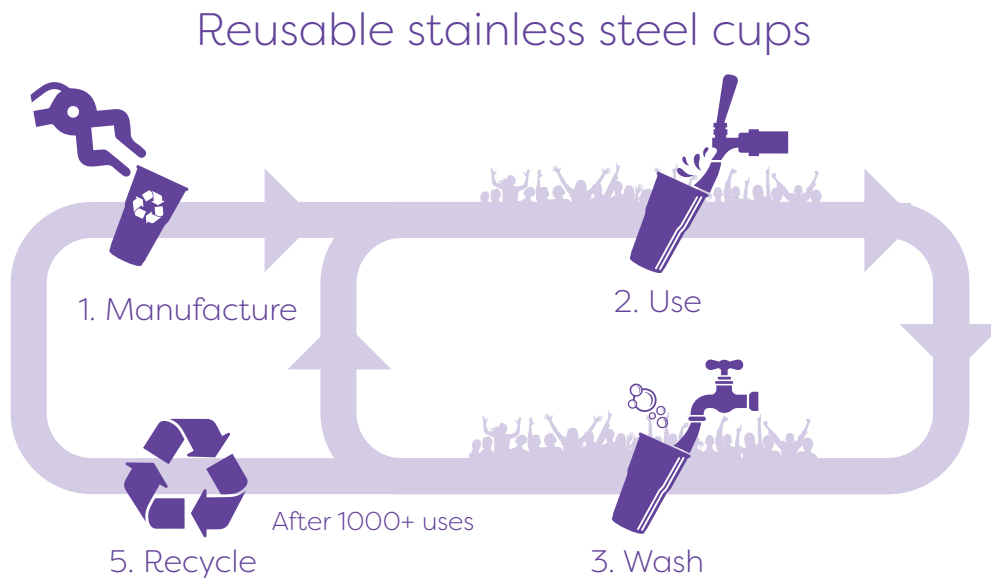 Reusable stainless steel cups
1. Manufacture
2. Use
After 1000+ uses
5. Recycle
3. Wash